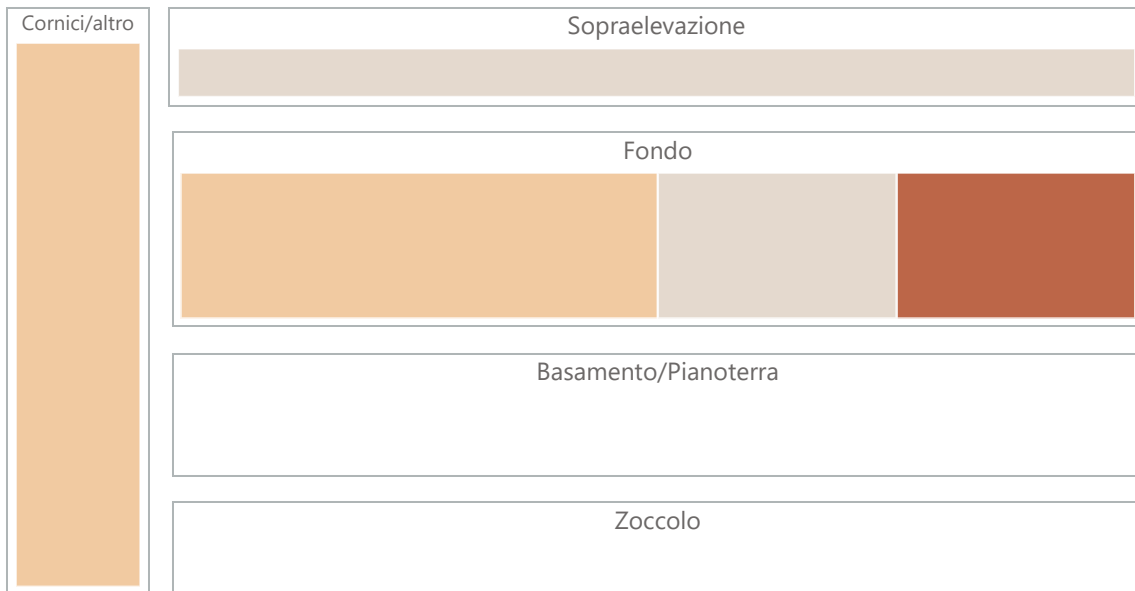 Cornici/altro
Sopraelevazione
Fondo
Basamento/Pianoterra
Zoccolo